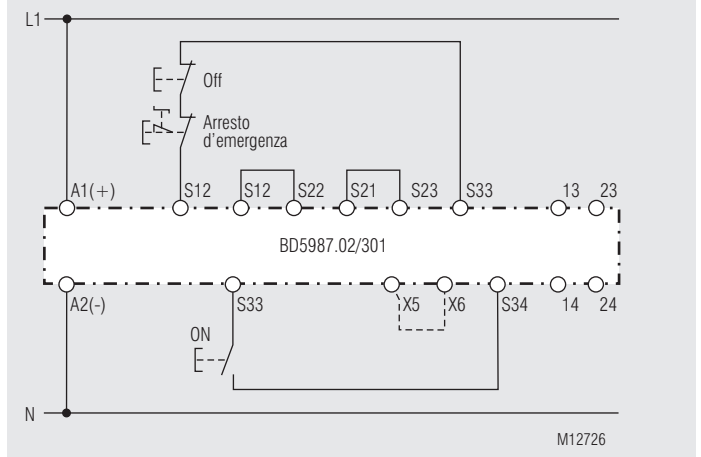 L1
Off
Arresto
d'emergenza
A1(+) S12 S12 S22 S21 S23 S33 13 23
BD5987.02/301
A2(-) S33 X5 X6 S34 14 24
ON
N
M12726